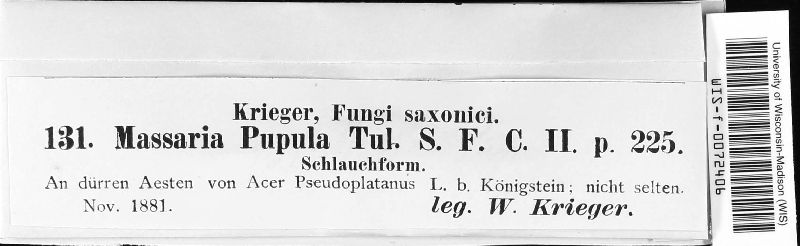 Krieger, Fungi saxonici.
131. Massaria Pupula Tul. S. F. C. II. p. 225.
Schlauchform.
An dürren Aesten von Acer Pseudoplatanus L. b. Königstein; nicht selten.
Nov. 1881.
leg. W. Krieger.
University of Wisconsin-Madison (WIS)
WIS-f-0072406